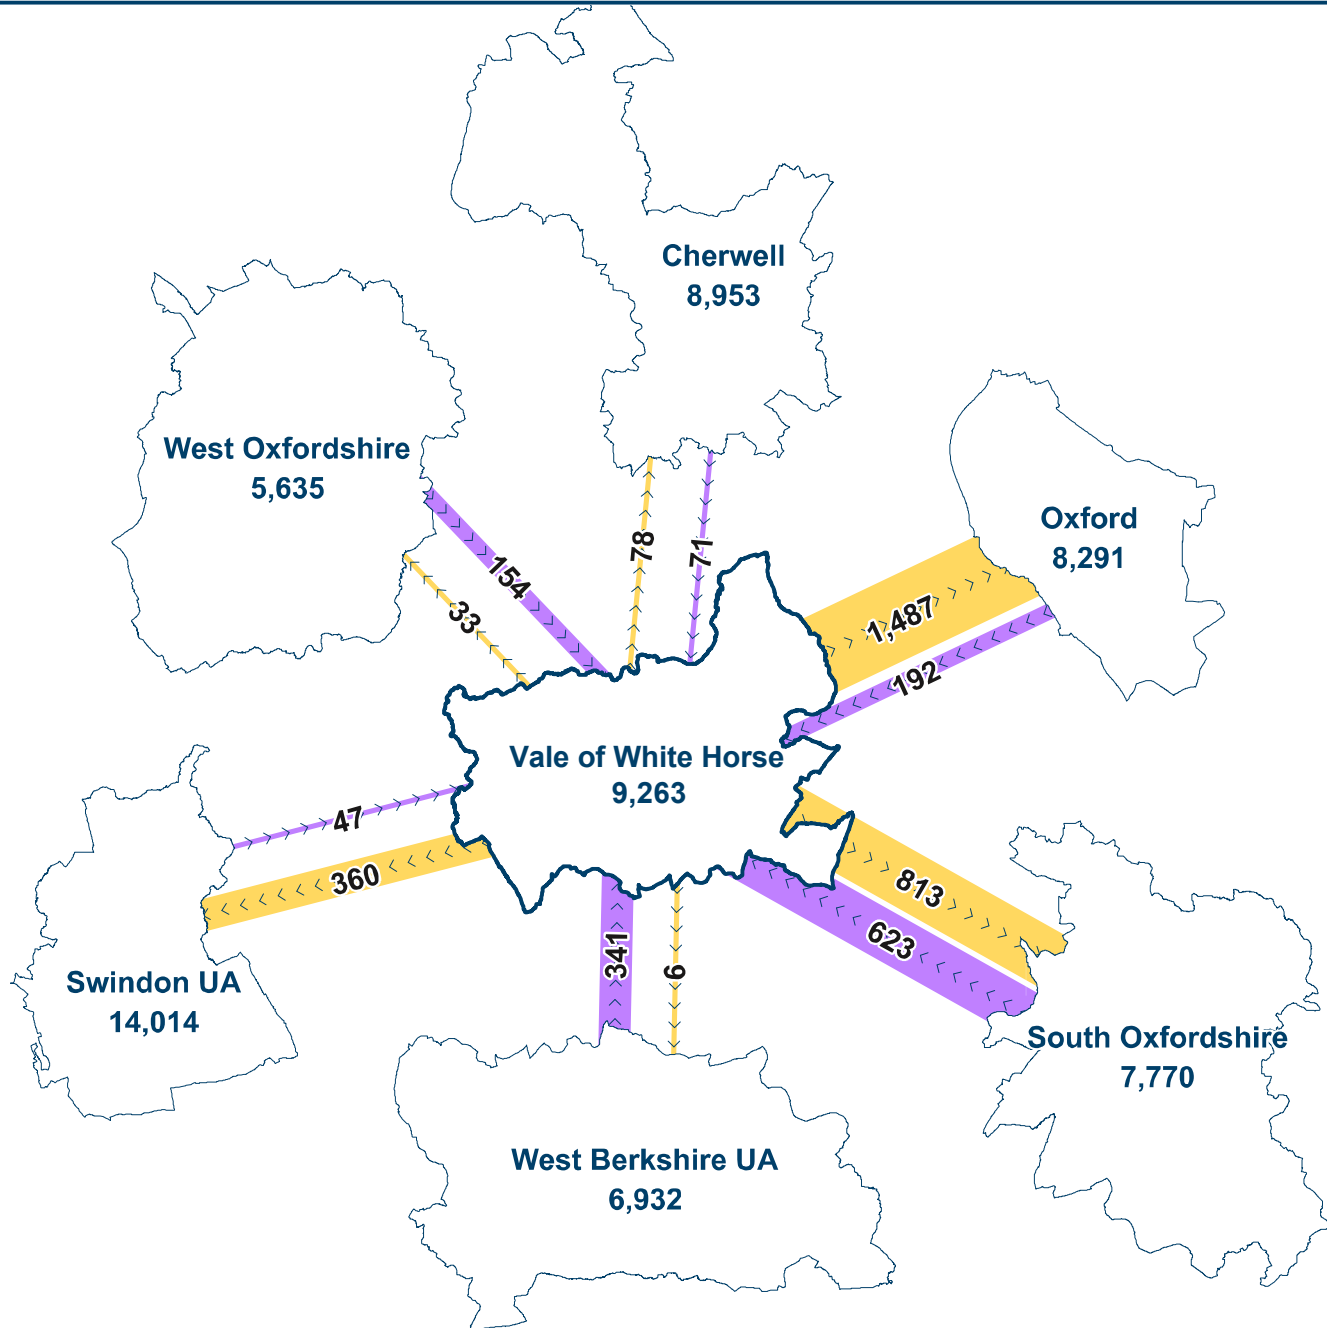 Cherwell
8,953
West Oxfordshire
5,635
Oxford
8,291
154
33
78
71
1,487
192
Vale of White Horse
9,263
47
360
341
6
813
623
Swindon UA
14,014
South Oxfordshire
7,770
West Berkshire UA
6,932